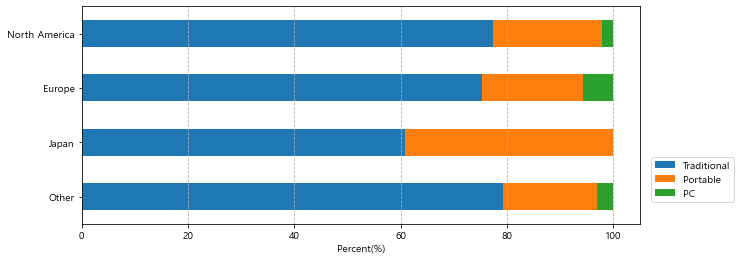 North America
Europe
Japan
Other
0 20 40 60 80 100
Percent(%)
Traditional
Portable
PC